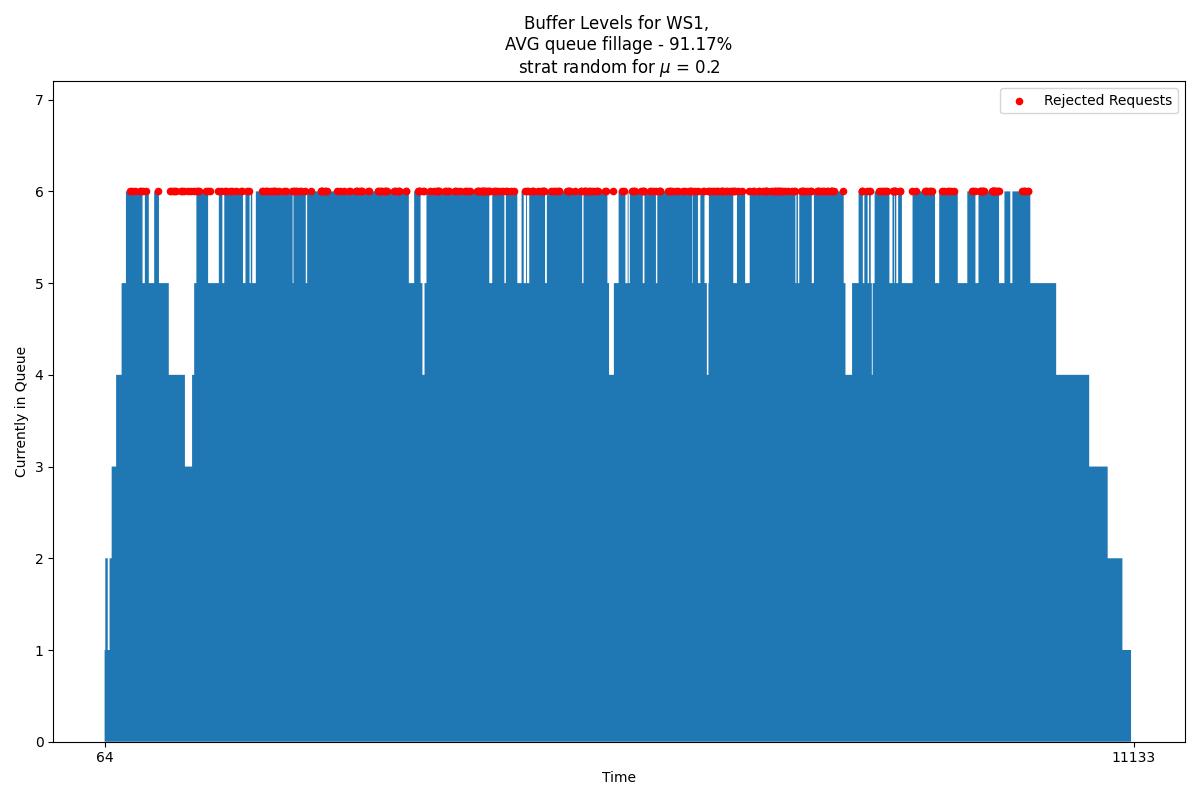 Buffer Levels for WS1,
AVG queue fillage - 91.17%
strat random for μ = 0.2
Rejected Requests
7
6
5
4
3
2
1
0
Currently in Queue
64
11133
Time